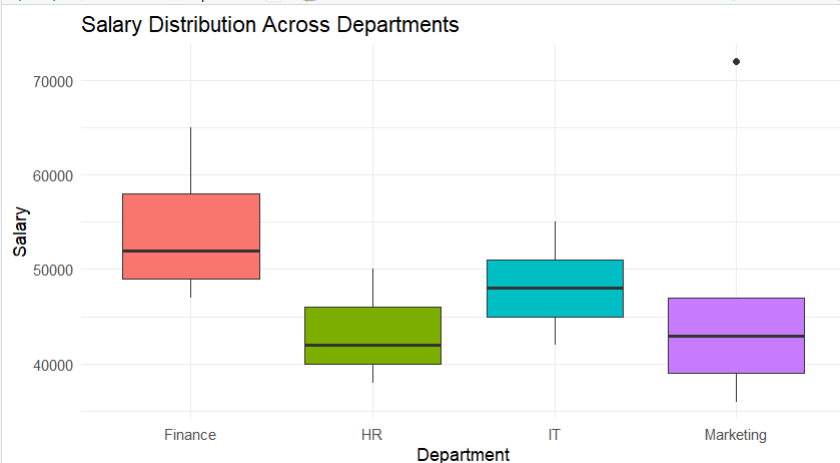 Salary Distribution Across Departments
70000
60000
50000
40000
Salary
Finance HR IT Marketing
Department